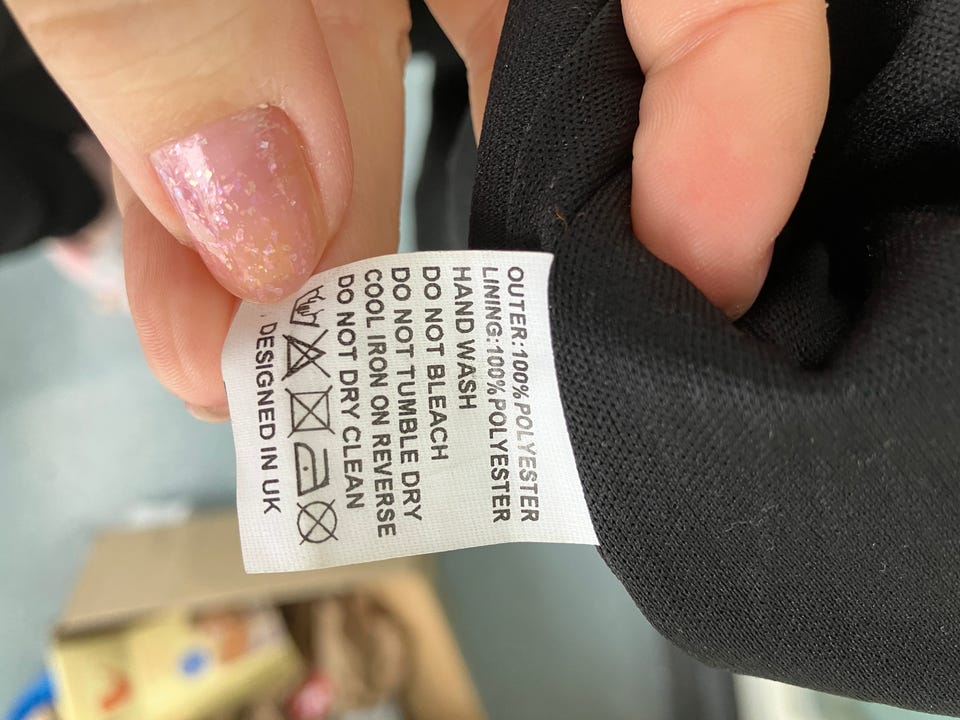 OUTER:100%POLYESTER
LINING:100%POLYESTER
HAND WASH
DO NOT BLEACH
DO NOT TUMBLE DRY
COOL IRON ON REVERSE
DO NOT DRY CLEAN
DESIGNED IN UK